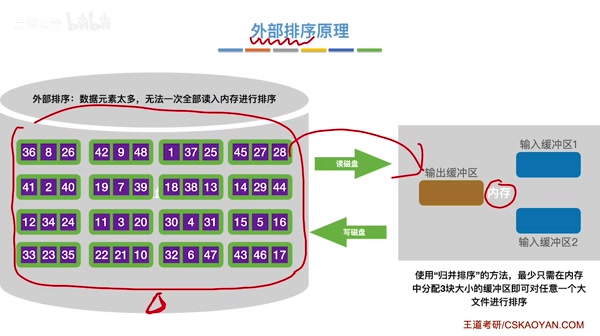 外部排序原理
外部排序：数据元素太多，无法一次全部读入内存进行排序
36 8 26 42 9 48 1 37 25 45 27 28
41 2 40 19 7 39 18 38 13 14 29 44
12 34 24 11 3 20 30 4 31 15 5 16
33 23 35 22 21 10 32 6 47 43 46 17
读磁盘
写磁盘
输出缓冲区
输入缓冲区1
内存
输入缓冲区2
使用“归并排序”的方法，最少只需在内存
中分配3块大小的缓冲区即可对任意一个大
文件进行排序
王道考研/CSKAOYAN.COM